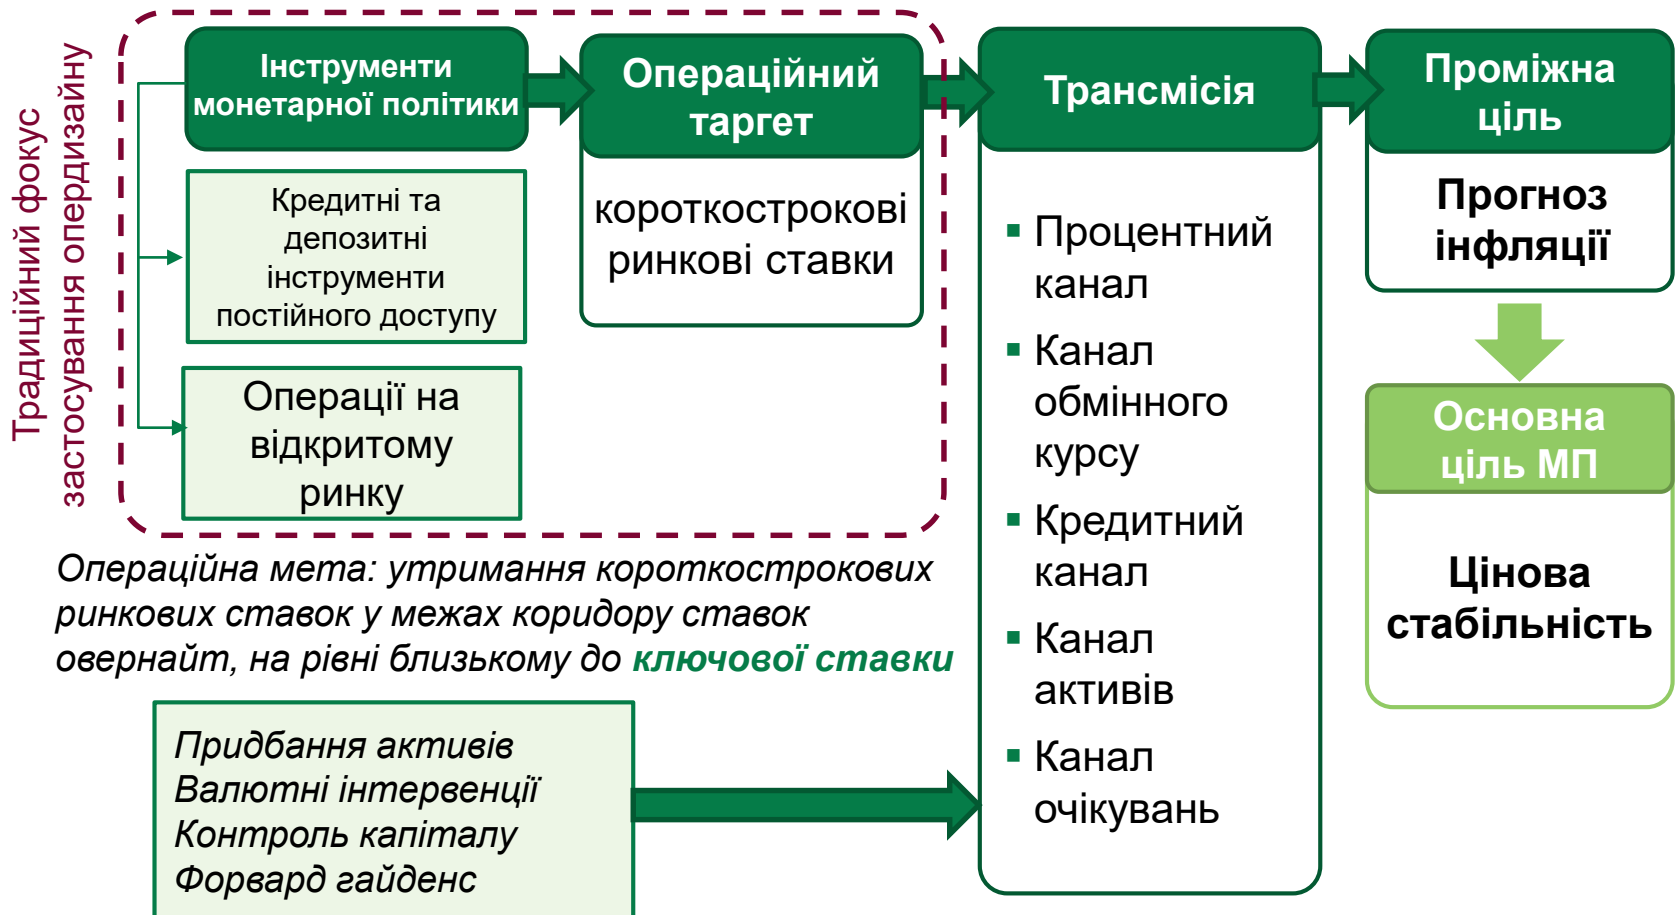 Традиційний фокус
застосування опердизайну
Інструменти
монетарної політики
Кредитні та
депозитні
інструменти
постійного доступу
Операції на
відкритому
ринку
Операційний
таргет
короткострокові
ринкові ставки
Трансмісія
▪ Процентний
канал
▪ Канал
обмінного
курсу
▪ Кредитний
канал
▪ Канал
активів
▪ Канал
очікувань
Проміжна
ціль
Прогноз
інфляції
Основна
ціль МП
Цінова
стабільність
Операційна мета: утримання короткострокових
ринкових ставок у межах коридору ставок
овернайт, на рівні близькому до ключової ставки
Придбання активів
Валютні інтервенції
Контроль капіталу
Форвард гайденс